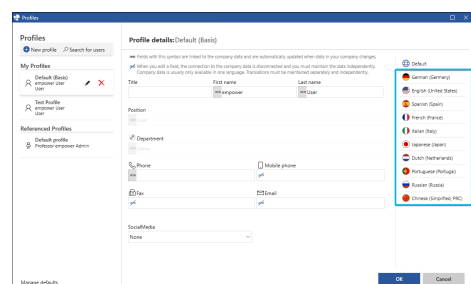 Profiles
Profiles
New profile
Search for users
My Profiles
Default (Basis)
empower User
User
Test Profile
empower User
User
Referenced Profiles
Default profile
Professor empower Admin
Manage defaults
Profile details: Default (Basis)
Fields with this symbol are linked to the company data and are automatically updated when data in your company changes.
When you edit a field, the connection to the company data is disconnected and you must maintain the data independently.
Company data is usually only available in one language. Translations must be maintained separately and independently.
Title
First name
Last name
empower
User
Position
User
Department
Phone
Mobile phone
Fax
Email
SocialMedia
None
Default
German (Germany)
English (United States)
Spanish (Spain)
French (France)
Italian (Italy)
Japanese (Japan)
Dutch (Netherlands)
Portuguese (Portugal)
Russian (Russia)
Chinese (Simplified, PRC)
OK
Cancel